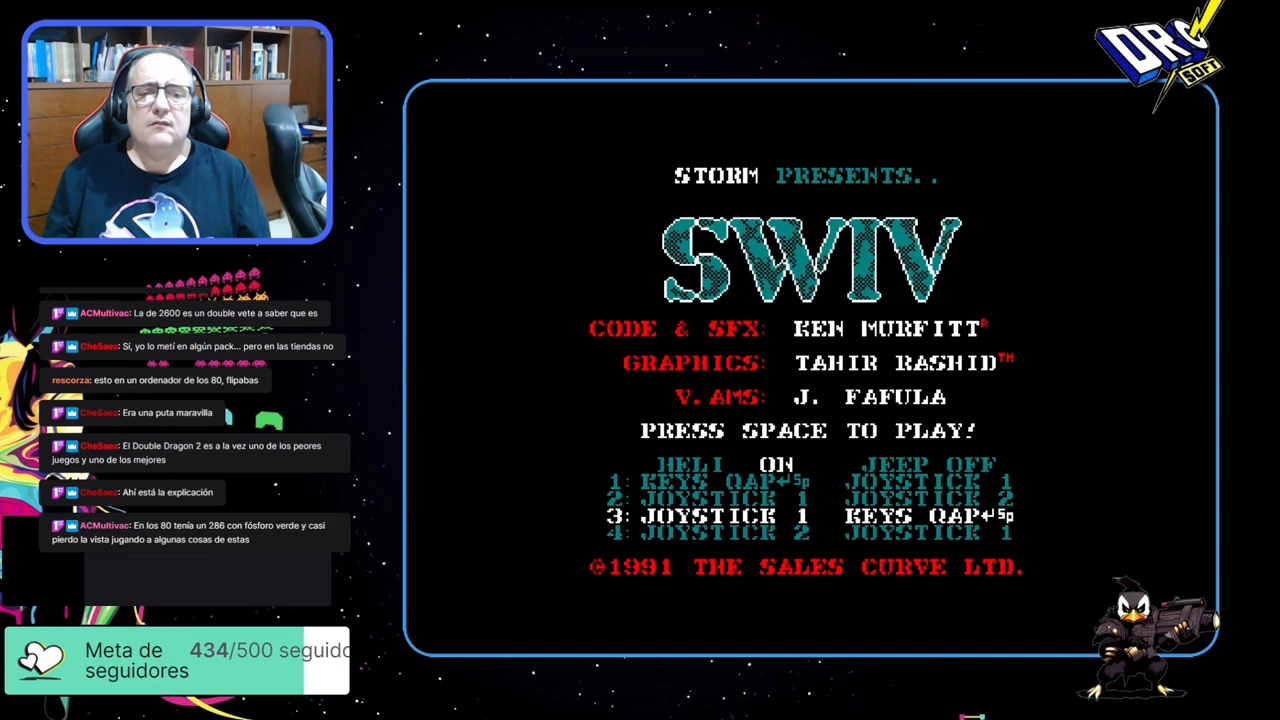 DRC
SOFT
STORM PRESENTS..
SWIV
CODE & SFX: KEN MURFITT®
GRAPHICS: TAHIR RASHID™
V.AMS: J. FAFULA
PRESS SPACE TO PLAY!
HELI ON JEEP OFF
1: KEYS QAP↵Sp JOYSTICK 1
2: JOYSTICK 1 JOYSTICK 2
3: JOYSTICK 1 KEYS QAP↵Sp
4: JOYSTICK 2 JOYSTICK 1
©1991 THE SALES CURVE LTD.
ACMultivac: La de 2600 es un double vete a saber que es
CheSaez: Sí, yo lo metí en algún pack... pero en las tiendas no
rescorza: esto en un ordenador de los 80, flipabas
CheSaez: Era una puta maravilla
CheSaez: El Double Dragon 2 es a la vez uno de los peores
juegos y uno de los mejores
CheSaez: Ahí está la explicación
ACMultivac: En los 80 tenía un 286 con fósforo verde y casi
pierdo la vista jugando a algunas cosas de estas
Meta de 434/500 seguido
seguidores